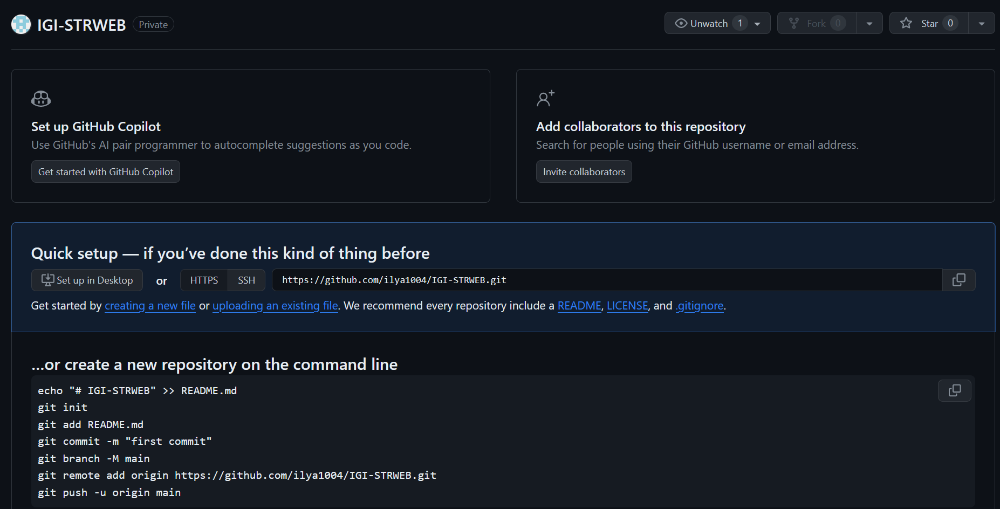 IGI-STRWEB Private Unwatch 1 Fork 0 Star 0
Set up GitHub Copilot
Use GitHub's AI pair programmer to autocomplete suggestions as you code.
Get started with GitHub Copilot
Add collaborators to this repository
Search for people using their GitHub username or email address.
Invite collaborators
Quick setup — if you’ve done this kind of thing before
Set up in Desktop or HTTPS SSH https://github.com/ilya1004/IGI-STRWEB.git
Get started by creating a new file or uploading an existing file. We recommend every repository include a README, LICENSE, and .gitignore.
…or create a new repository on the command line
echo "# IGI-STRWEB" >> README.md
git init
git add README.md
git commit -m "first commit"
git branch -M main
git remote add origin https://github.com/ilya1004/IGI-STRWEB.git
git push -u origin main